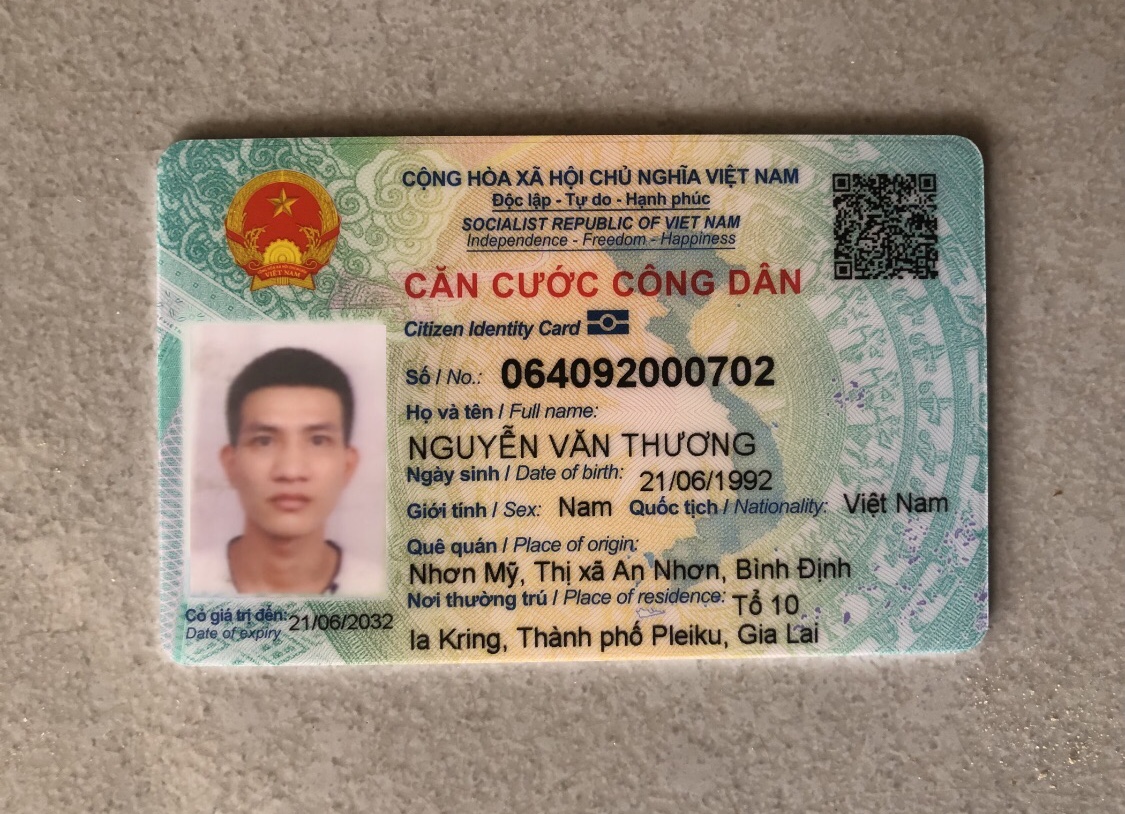 CỘNG HÒA XÃ HỘI CHỦ NGHĨA VIỆT NAM
Độc lập - Tự do - Hạnh phúc
SOCIALIST REPUBLIC OF VIET NAM
Independence - Freedom - Happiness
VIỆT NAM
CĂN CƯỚC CÔNG DÂN
Citizen Identity Card
Số / No.: 064092000702
Họ và tên / Full name:
NGUYỄN VĂN THƯƠNG
Ngày sinh / Date of birth: 21/06/1992
Giới tính / Sex: Nam Quốc tịch / Nationality: Việt Nam
Quê quán / Place of origin:
Nhơn Mỹ, Thị xã An Nhơn, Bình Định
Nơi thường trú / Place of residence: Tổ 10
Ia Kring, Thành phố Pleiku, Gia Lai
Có giá trị đến: 21/06/2032
Date of expiry